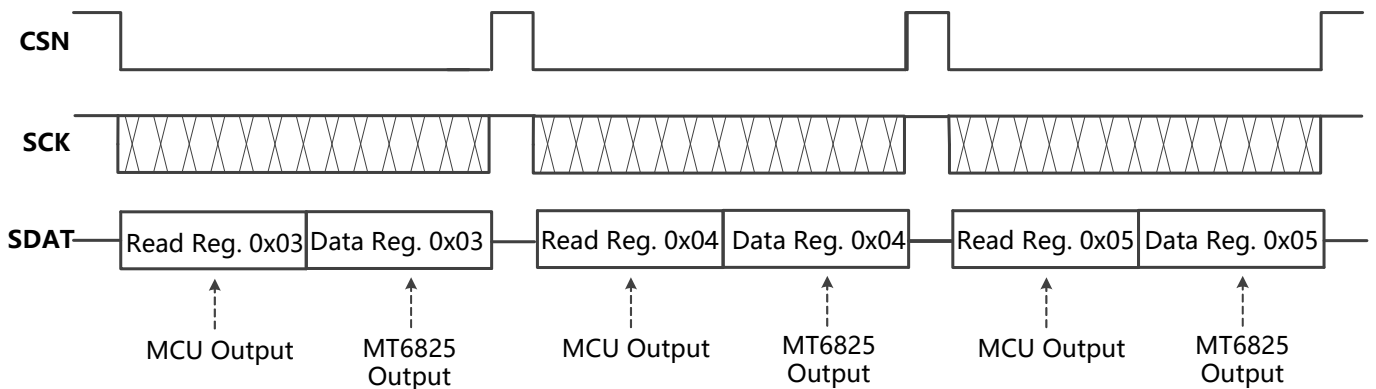 CSN
SCK
SDAT
Read Reg. 0x03
Data Reg. 0x03
Read Reg. 0x04
Data Reg. 0x04
Read Reg. 0x05
Data Reg. 0x05
MCU Output
MT6825
Output
MCU Output
MT6825
Output
MCU Output
MT6825
Output